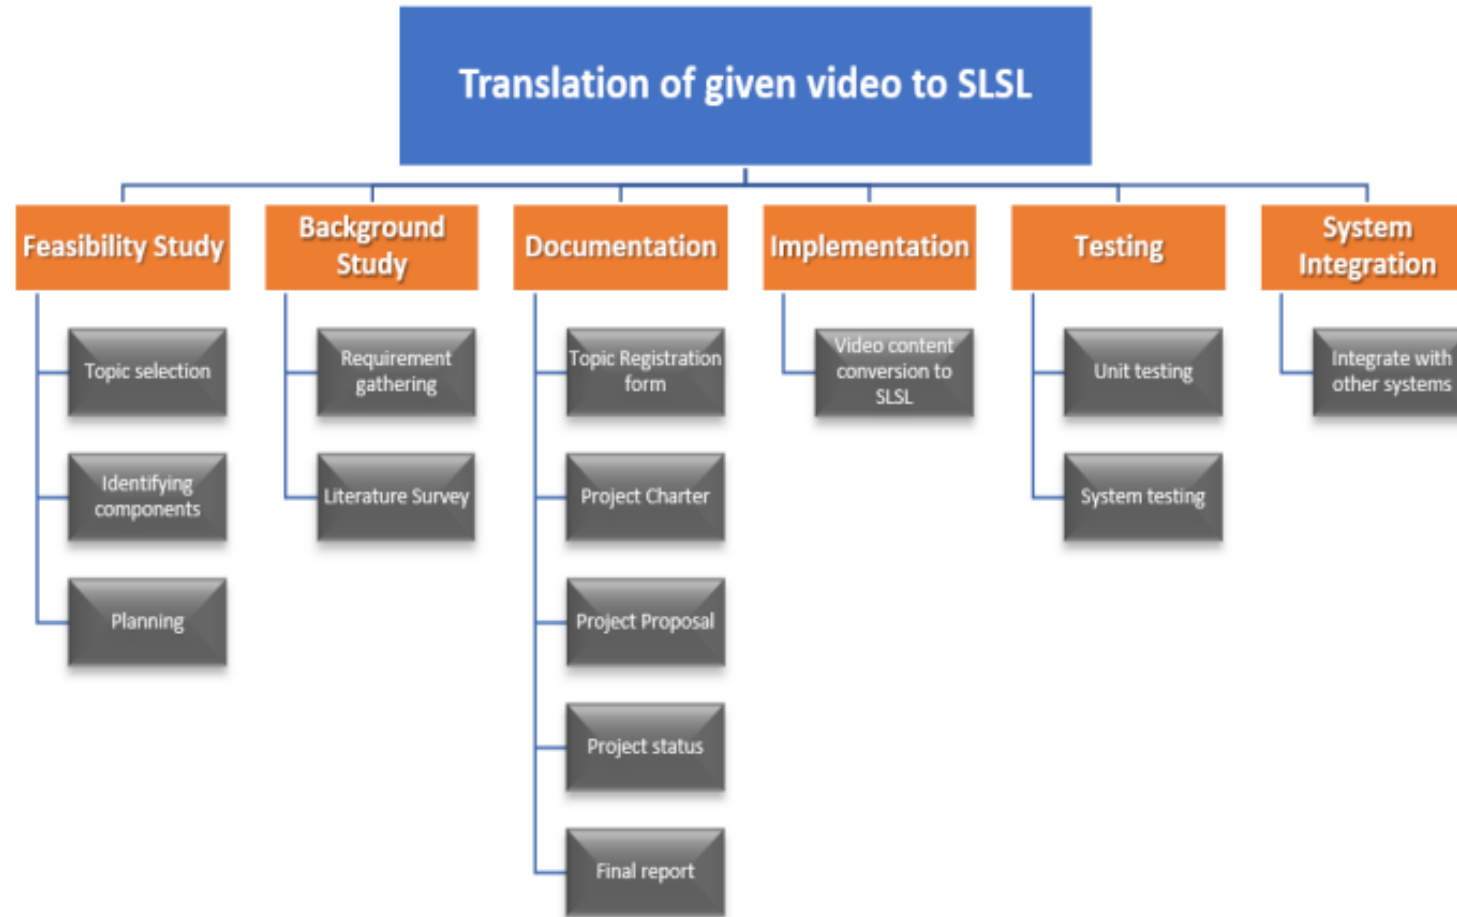 Translation of given video to SLSL
Feasibility Study
Topic selection
Identifying
components
Planning
Background
Study
Requirement
gathering
Literature Survey
Documentation
Topic Registration
form
Project Charter
Project Proposal
Project status
Final report
Implementation
Video content
conversion to
SLSL
Testing
Unit testing
System testing
System
Integration
Integrate with
other systems